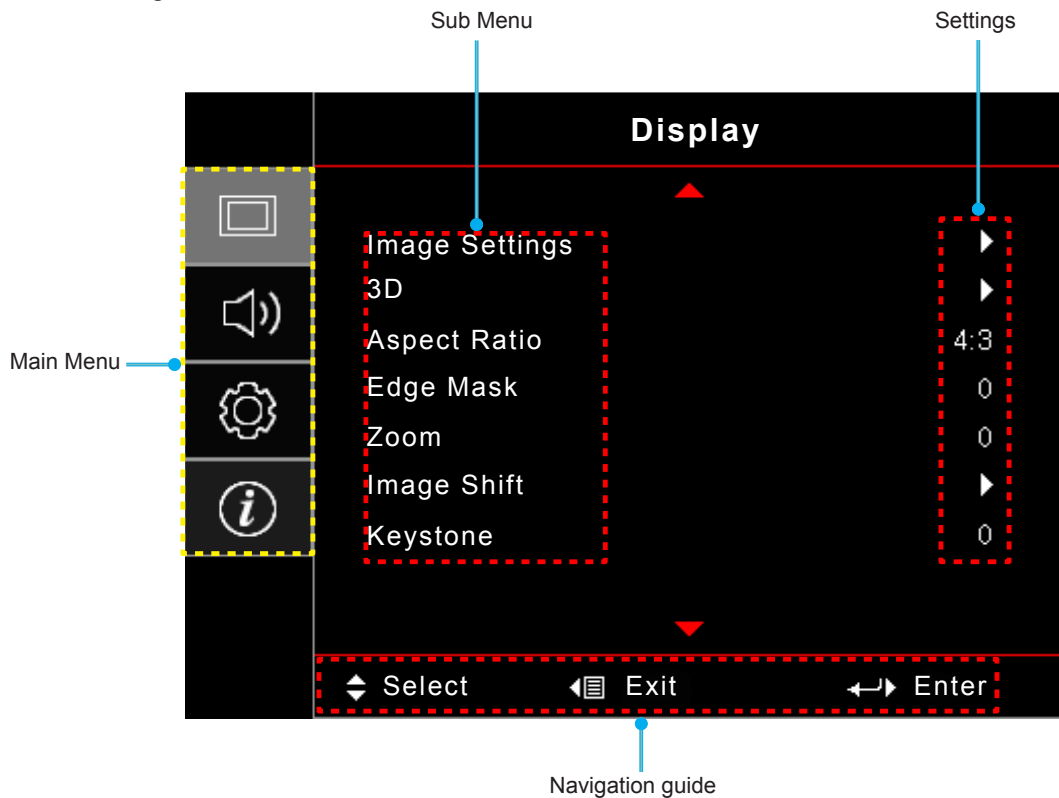 Sub Menu
Settings
Display
Image Settings
3D
Aspect Ratio 4:3
Edge Mask 0
Zoom 0
Image Shift
Keystone 0
Main Menu
Select Exit Enter
Navigation guide